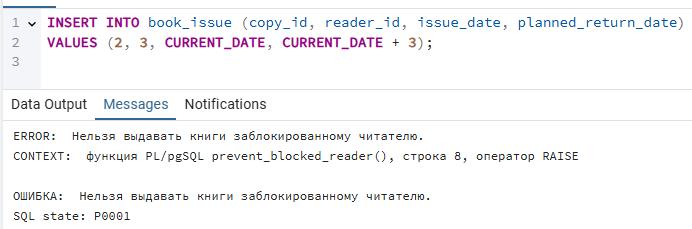 1 INSERT INTO book_issue (copy_id, reader_id, issue_date, planned_return_date)
2 VALUES (2, 3, CURRENT_DATE, CURRENT_DATE + 3);
3
Data Output Messages Notifications
ERROR:  Нельзя выдавать книги заблокированному читателю.
CONTEXT:  функция PL/pgSQL prevent_blocked_reader(), строка 8, оператор RAISE
ОШИБКА:  Нельзя выдавать книги заблокированному читателю.
SQL state: P0001